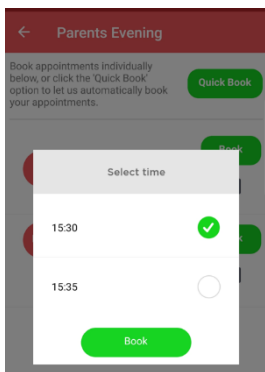 Parents Evening
Book appointments individually
below, or click the 'Quick Book'
option to let us automatically book
your appointments.
Quick Book
Book
Select time
15:30
15:35
Book